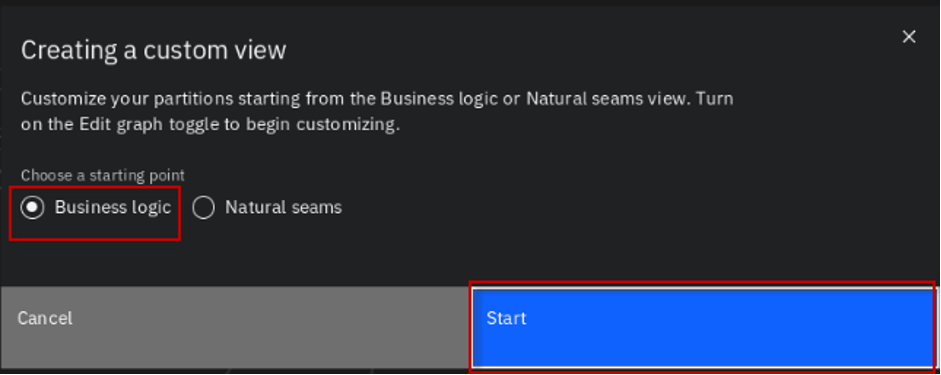 Creating a custom view
Customize your partitions starting from the Business logic or Natural seams view. Turn
on the Edit graph toggle to begin customizing.
Choose a starting point
Business logic Natural seams
Cancel Start